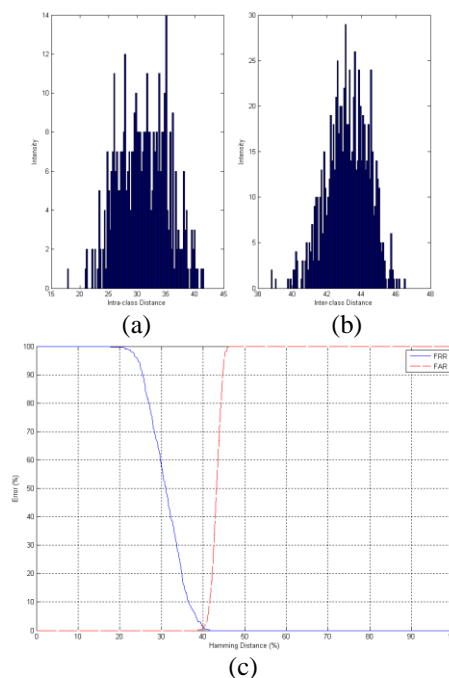 14
12
10
8
6
4
2
0
Intensity
15 20 25 30 35 40 45
Intra-class Distance
(a)
30
25
20
15
10
5
0
Intensity
38 40 42 44 46 48
Inter-class Distance
(b)
100
90
80
70
60
50
40
30
20
10
0
Error (%)
0 10 20 30 40 50 60 70 80 90 100
Hamming Distance (%)
FRR
FAR
(c)